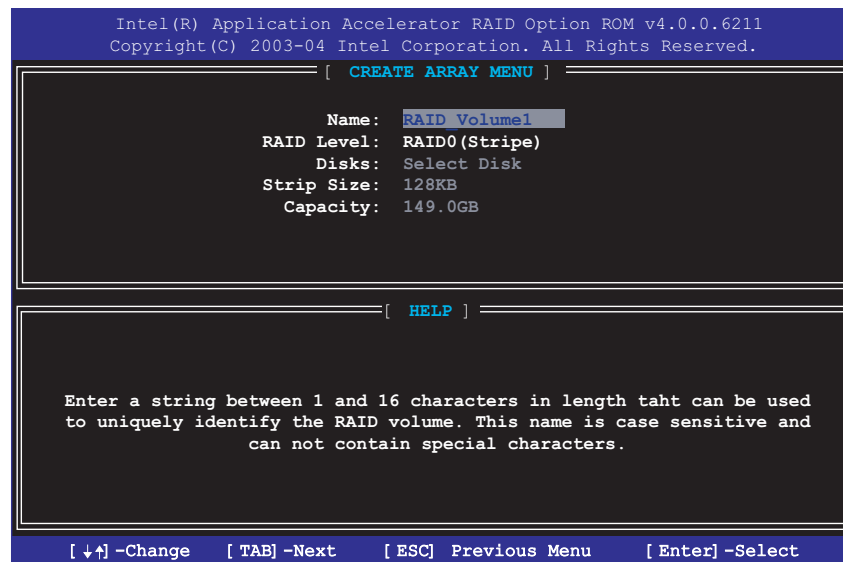 Intel(R) Application Accelerator RAID Option ROM v4.0.0.6211
Copyright(C) 2003-04 Intel Corporation. All Rights Reserved.
[ CREATE ARRAY MENU ]
Name: RAID_Volume1
RAID Level: RAID0(Stripe)
Disks: Select Disk
Strip Size: 128KB
Capacity: 149.0GB
[ HELP ]
Enter a string between 1 and 16 characters in length taht can be used
to uniquely identify the RAID volume. This name is case sensitive and
can not contain special characters.
[↓↑]-Change [TAB]-Next [ESC] Previous Menu [Enter]-Select